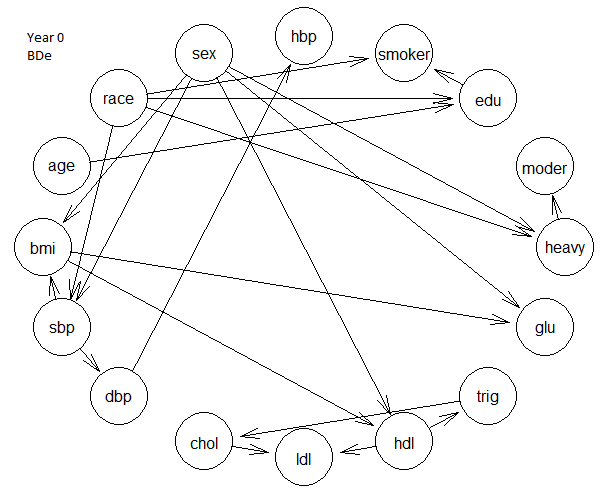 Year 0
BDe
hbp
sex
smoker
race
edu
age
moder
bmi
heavy
sbp
glu
dbp
trig
chol
hdl
ldl